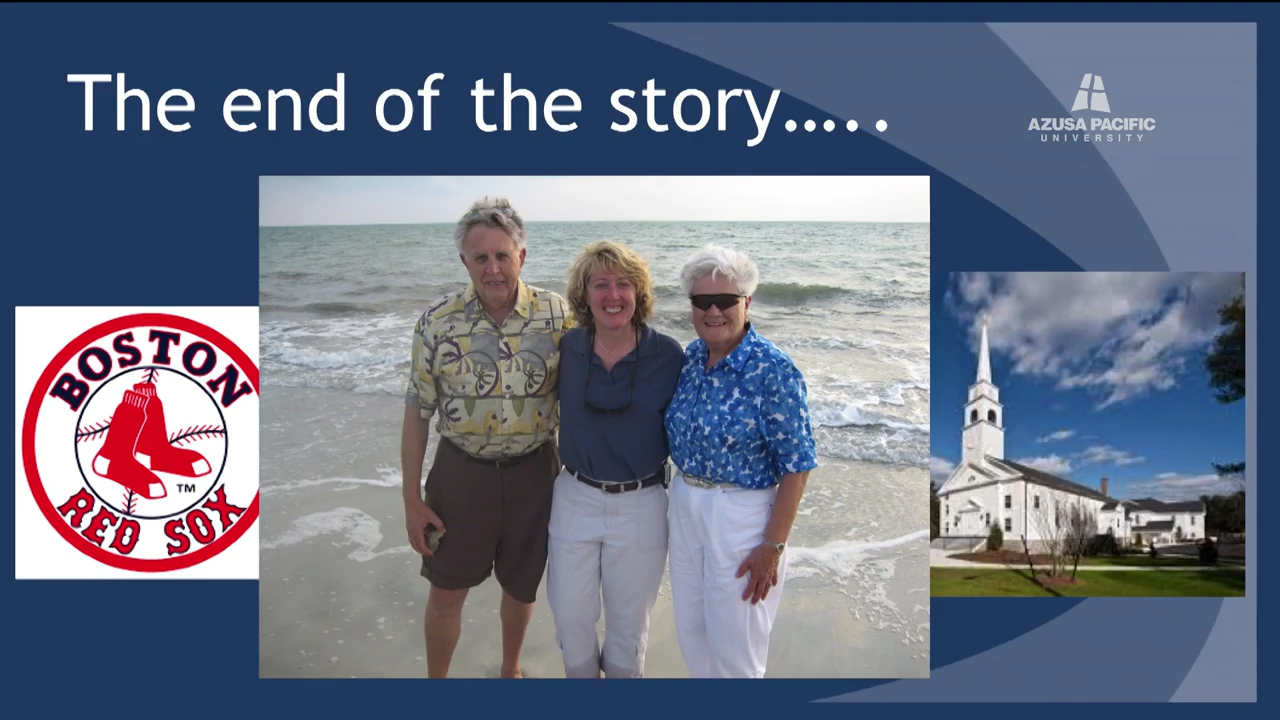 The end of the story…..
AZUSA PACIFIC
UNIVERSITY
BOSTON
TM
RED SOX